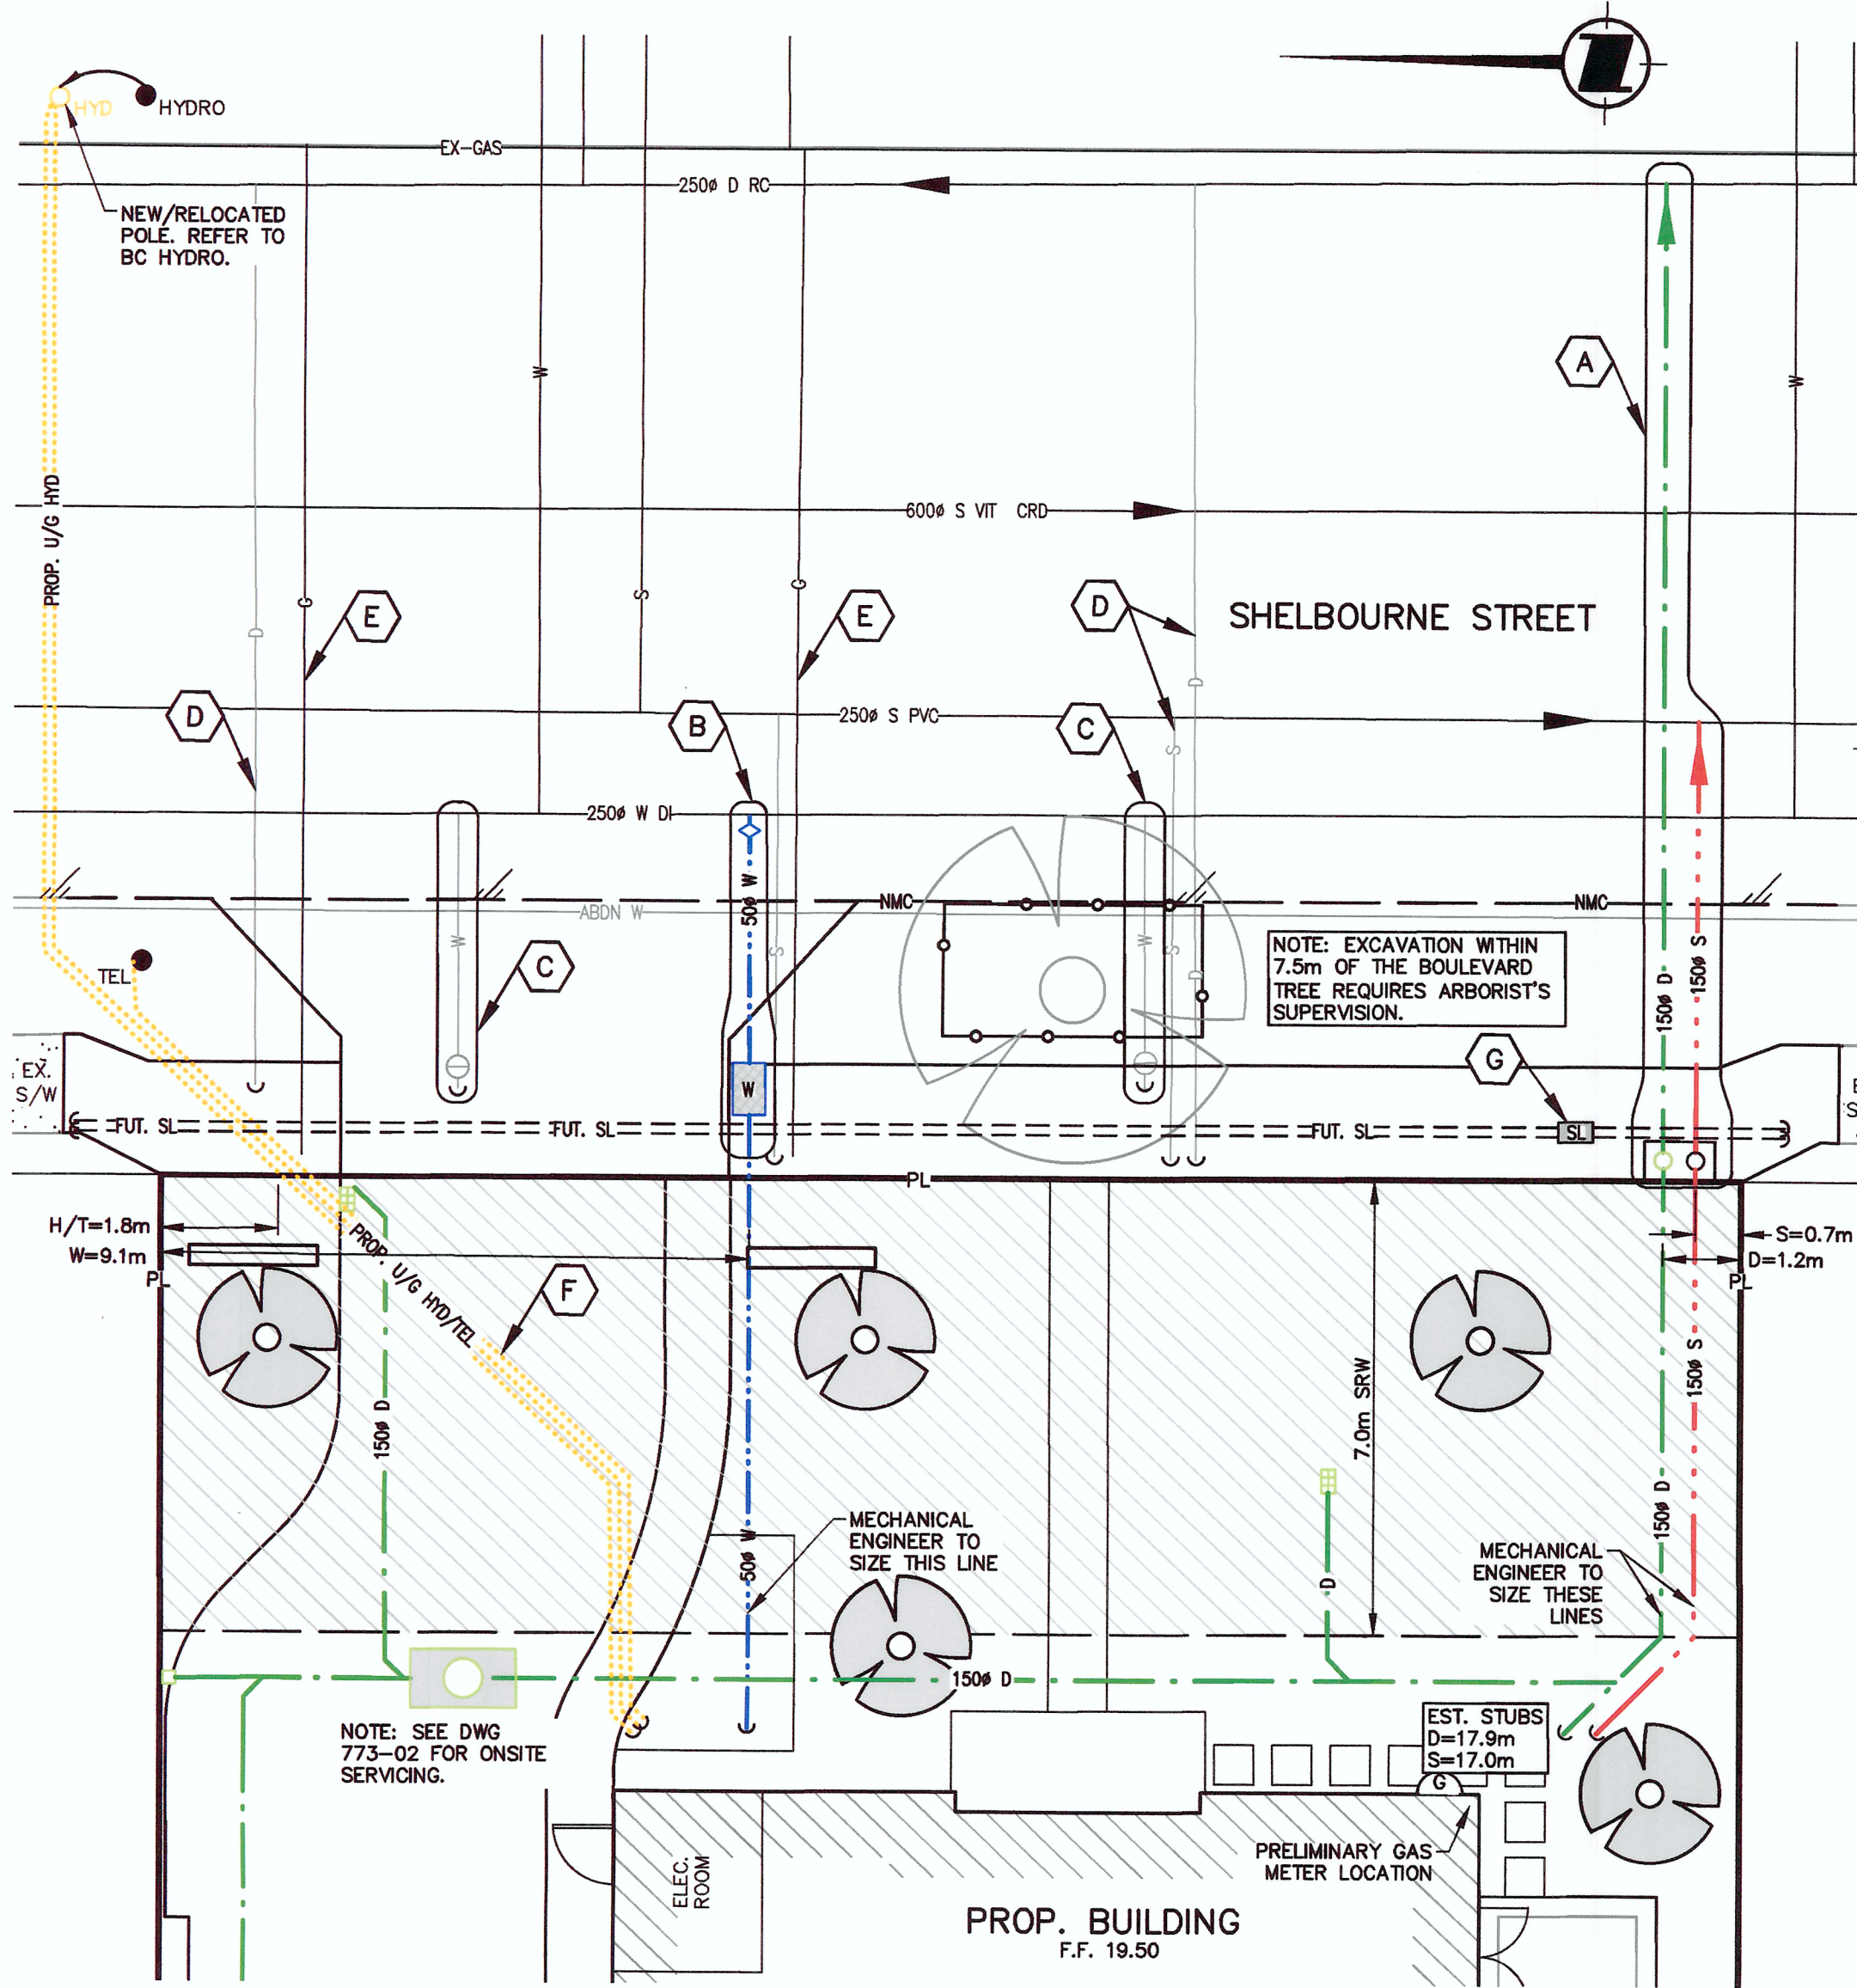 HYD
HYDRO
EX-GAS
250ø D RC
NEW/RELOCATED
POLE. REFER TO
BC HYDRO.
A
W
W
PROP. U/G HYD
600ø S VIT CRD
G
E
D
S
G
E
D
SHELBOURNE STREET
D
B
250ø S PVC
C
D
S
250ø W DI
50ø W
NMC
NMC
ABDN W
W
C
TEL
S
W
S
D
NOTE: EXCAVATION WITHIN
7.5m OF THE BOULEVARD
TREE REQUIRES ARBORIST'S
SUPERVISION.
150ø D
150ø S
G
EX.
S/W
W
E
S
FUT. SL
FUT. SL
FUT. SL
SL
PL
H/T=1.8m
W=9.1m
PL
S=0.7m
D=1.2m
PL
PROP. U/G HYD/TEL
F
150ø D
7.0m SRW
150ø S
150ø D
MECHANICAL
ENGINEER TO
SIZE THIS LINE
50ø W
D
MECHANICAL
ENGINEER TO
SIZE THESE
LINES
150ø D
NOTE: SEE DWG
773-02 FOR ONSITE
SERVICING.
EST. STUBS
D=17.9m
S=17.0m
G
ELEC.
ROOM
PRELIMINARY GAS
METER LOCATION
PROP. BUILDING
F.F. 19.50